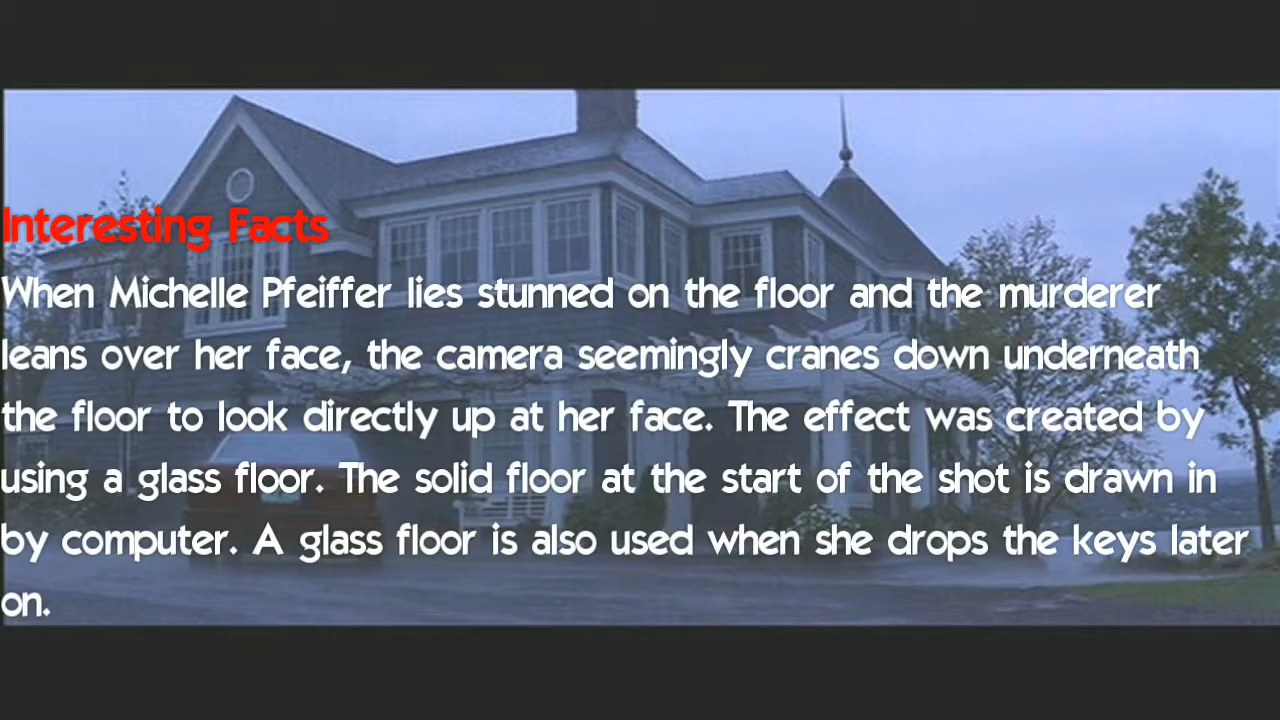 Interesting Facts
When Michelle Pfeiffer lies stunned on the floor and the murderer
leans over her face, the camera seemingly cranes down underneath
the floor to look directly up at her face. The effect was created by
using a glass floor. The solid floor at the start of the shot is drawn in
by computer. A glass floor is also used when she drops the keys later
on.